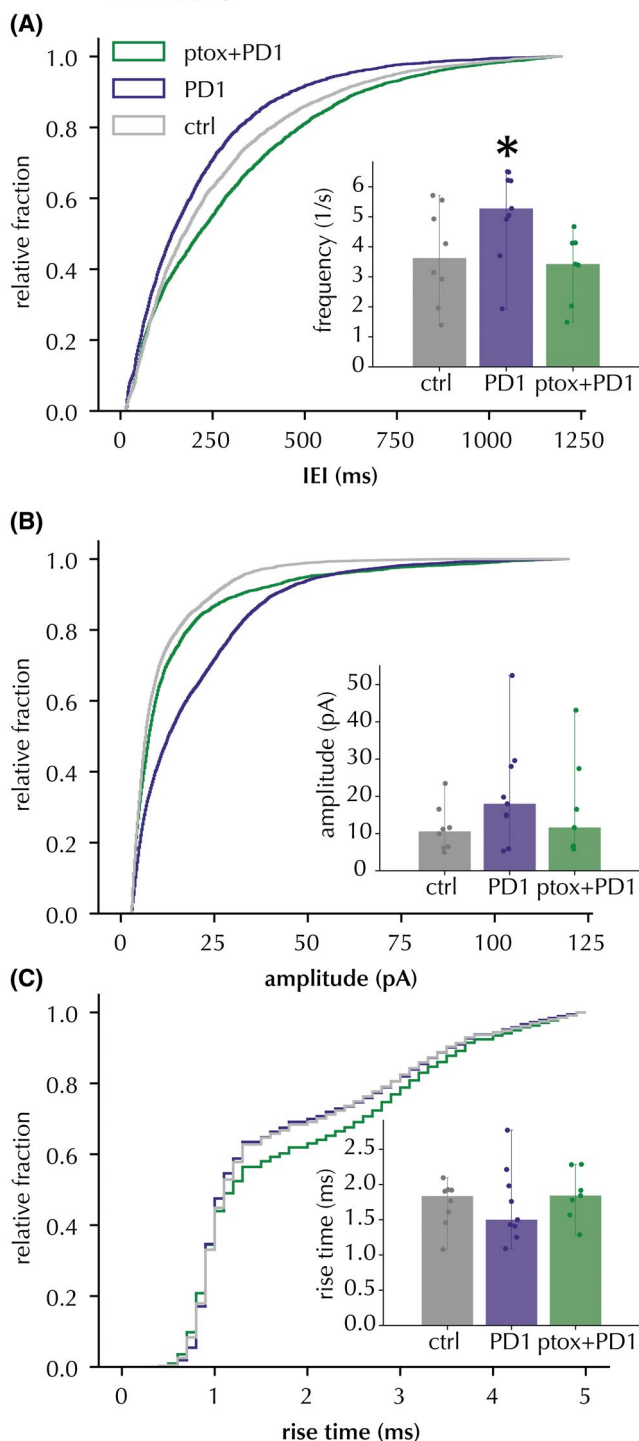 (A)
ptox+PD1
PD1
ctrl
1.0
0.8
0.6
0.4
0.2
0.0
relative fraction
0
250
500
750
1000
1250
IEI (ms)
*
6
5
4
3
2
1
0
frequency (1/s)
ctrl
PD1
ptox+PD1
(B)
1.0
0.8
0.6
0.4
0.2
0.0
relative fraction
0
25
50
75
100
125
amplitude (pA)
50
40
30
20
10
0
amplitude (pA)
ctrl
PD1
ptox+PD1
(C)
1.0
0.8
0.6
0.4
0.2
0.0
relative fraction
0
1
2
3
4
5
rise time (ms)
2.5
2.0
1.5
1.0
0.5
0.0
rise time (ms)
ctrl
PD1
ptox+PD1